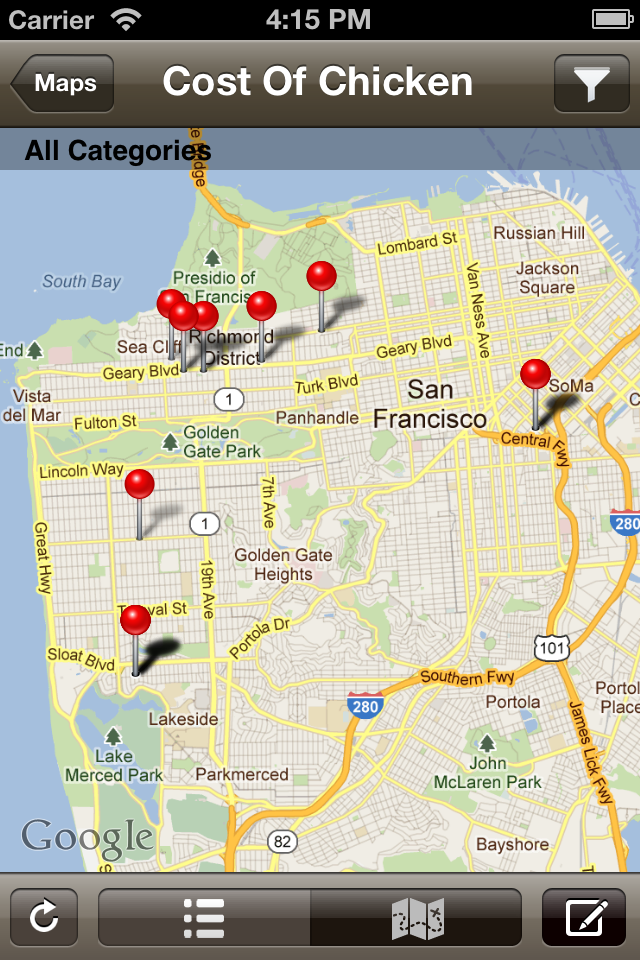 Carrier
4:15 PM
Maps
Cost Of Chicken
All Categories
Lombard St
Russian Hill
Van Ness Ave
Jackson
Square
South Bay
Presidio of
San Francisco
End
Sea Cliff
Richmond
District
Geary Blvd
Geary Blvd
Turk Blvd
San
Francisco
SoMa
Vista
del Mar
1
Fulton St
Panhandle
Golden
Gate Park
Central Fwy
Lincoln Way
7th Ave
1
280
Great Hwy
Golden Gate
Heights
19th Ave
Taraval St
Portola Dr
Sloat Blvd
101
Southern Fwy
280
Portola
Portol
Place
Lakeside
James Lick Fwy
Lake
Merced Park
Parkmerced
John
McLaren Park
Google
82
Bayshore